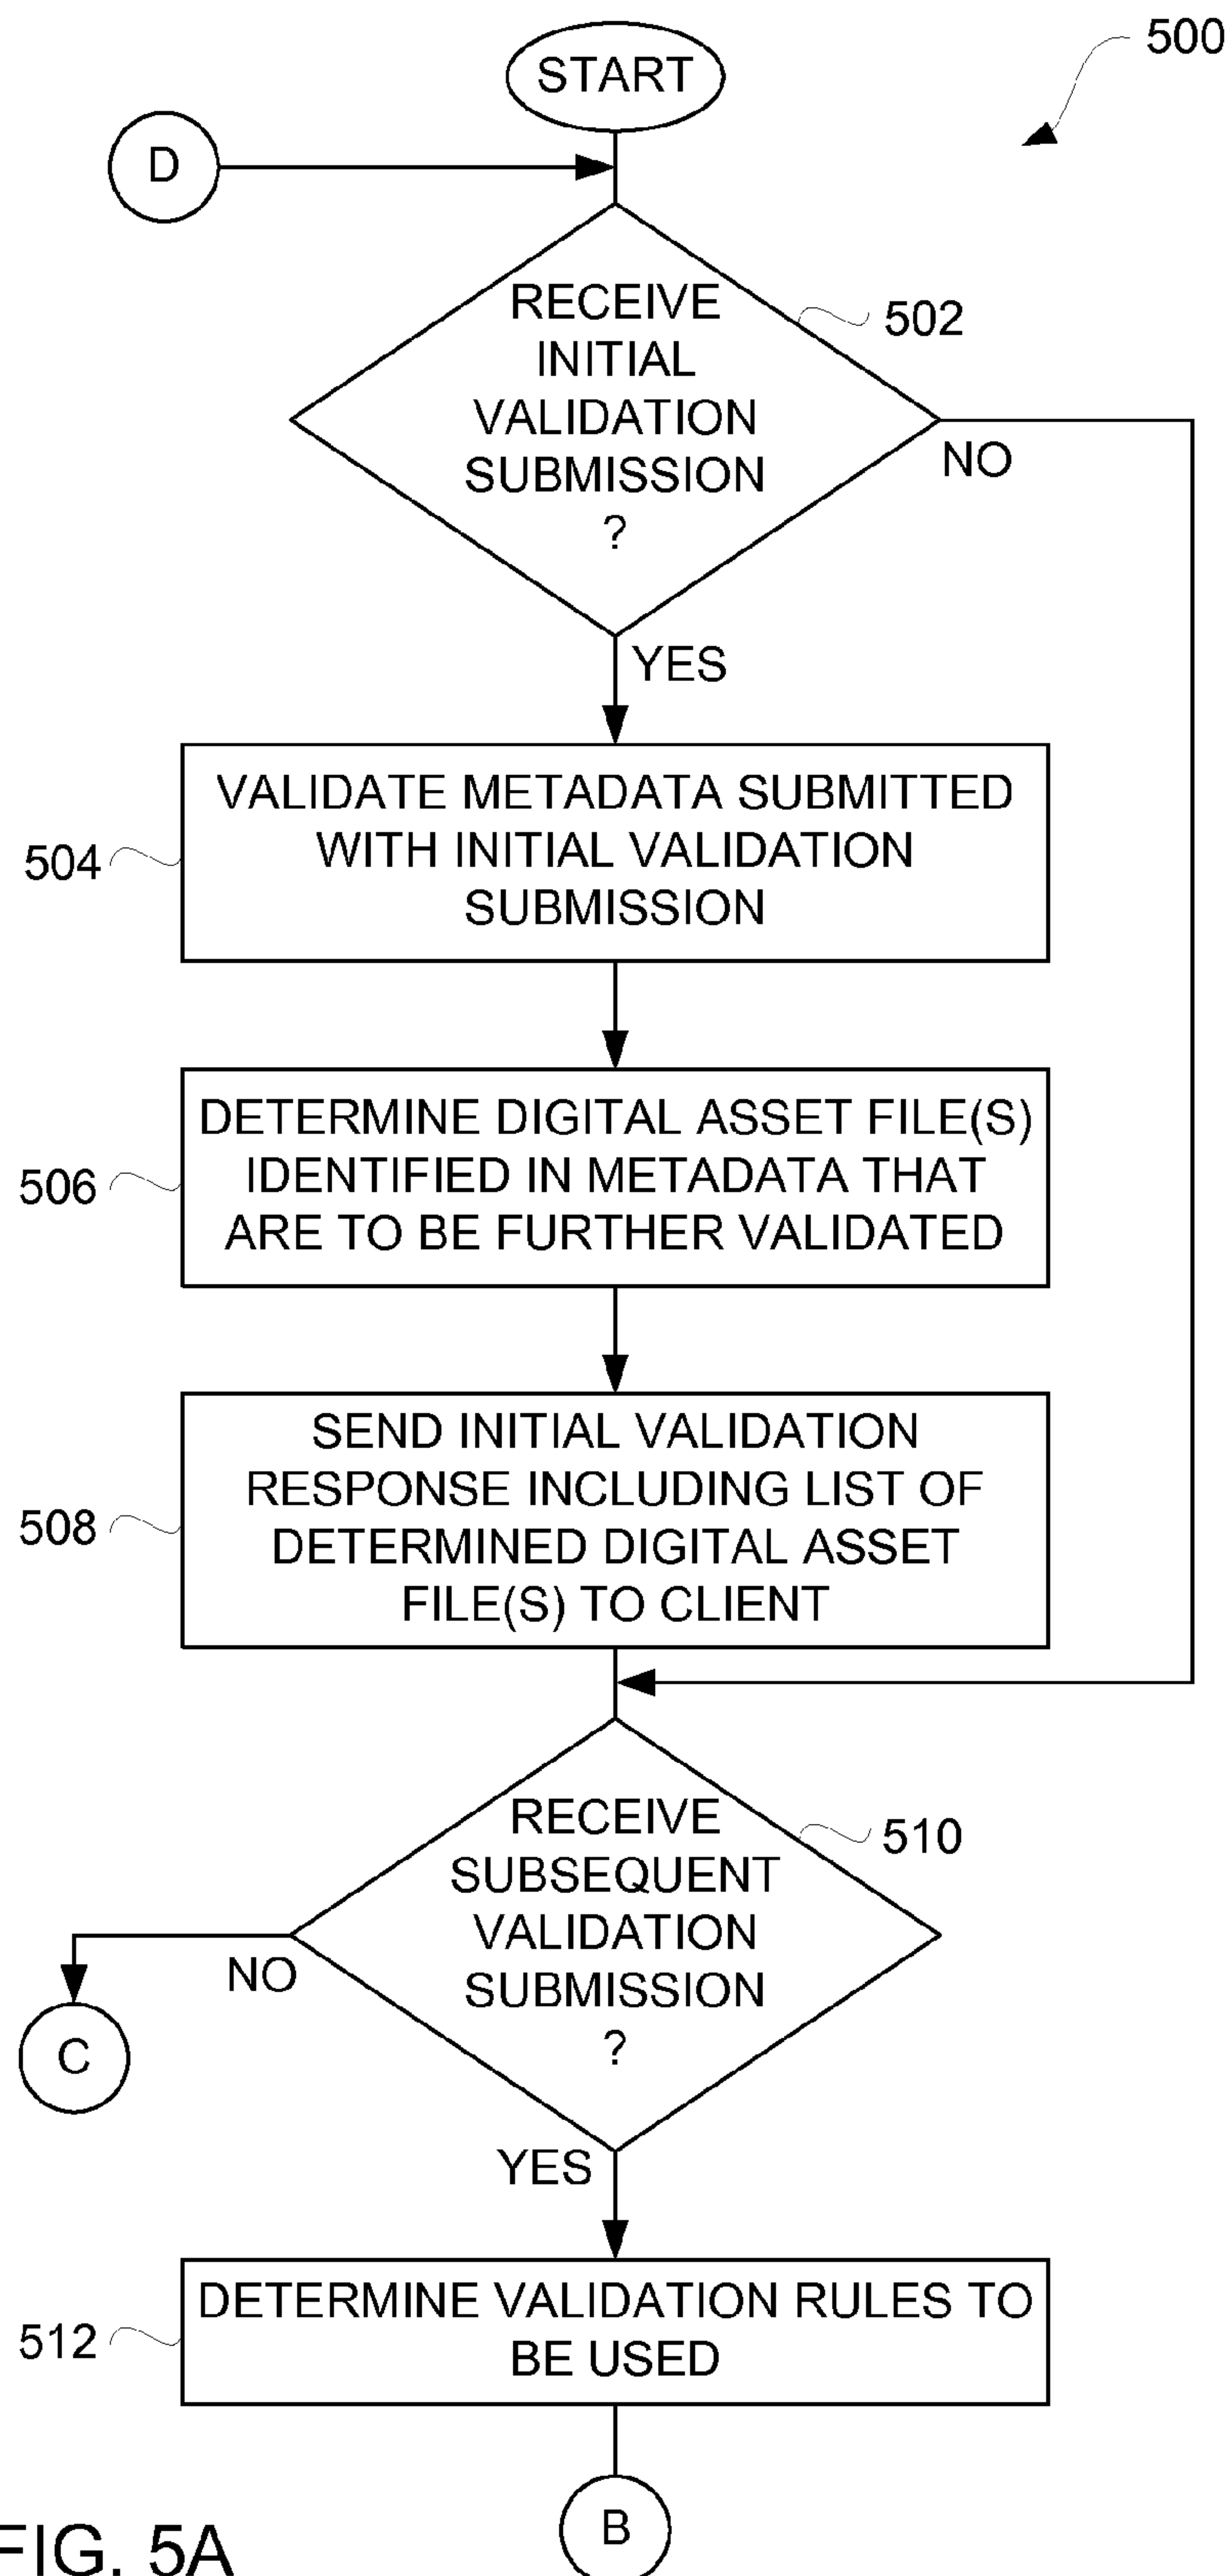 500
START
D
RECEIVE
INITIAL
VALIDATION
SUBMISSION
?
502
NO
YES
504
VALIDATE METADATA SUBMITTED
WITH INITIAL VALIDATION
SUBMISSION
506
DETERMINE DIGITAL ASSET FILE(S)
IDENTIFIED IN METADATA THAT
ARE TO BE FURTHER VALIDATED
508
SEND INITIAL VALIDATION
RESPONSE INCLUDING LIST OF
DETERMINED DIGITAL ASSET
FILE(S) TO CLIENT
RECEIVE
SUBSEQUENT
VALIDATION
SUBMISSION
?
510
NO
C
YES
512
DETERMINE VALIDATION RULES TO
BE USED
B
FIG. 5A